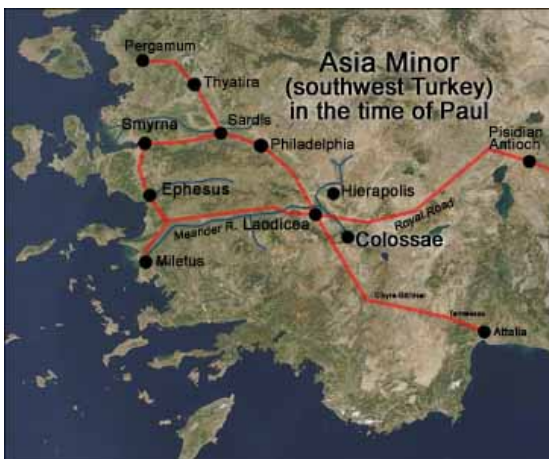 Asia Minor
(southwest Turkey)
in the time of Paul
Pergamum
Thyatira
Sardis
Smyrna
Philadelphia
Pisidian
Antioch
Ephesus
Hierapolis
Royal Road
Meander R.
Laodicea
Colossae
Miletus
Attalia